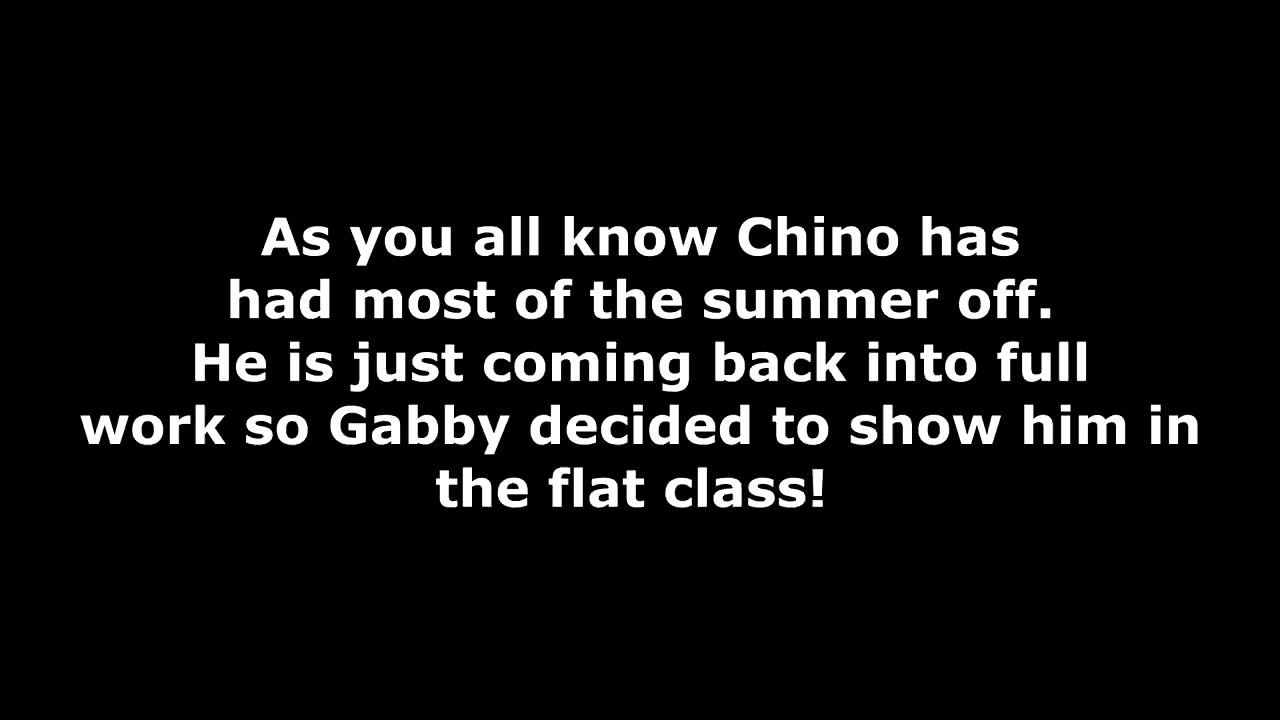 As you all know Chino has
had most of the summer off.
He is just coming back into full
work so Gabby decided to show him in
the flat class!